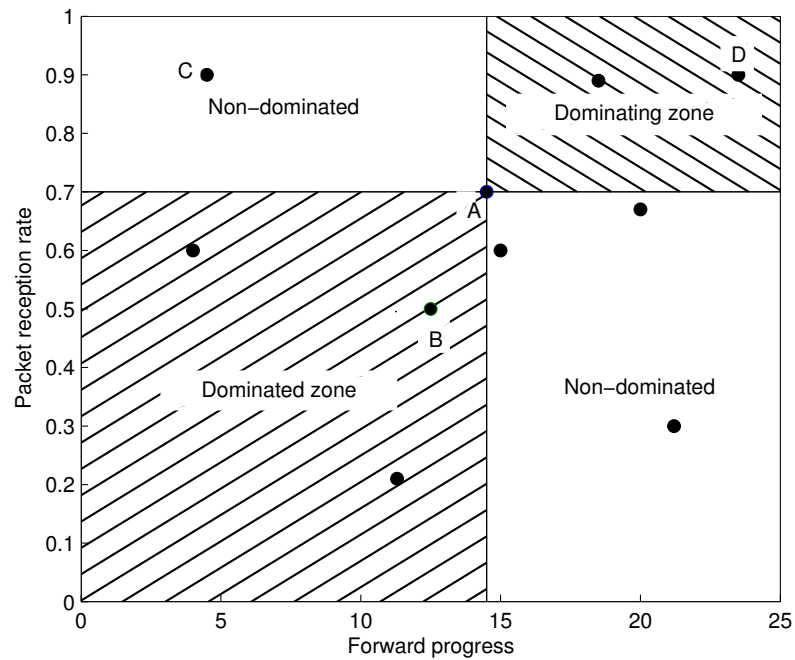 1
0.9
0.8
0.7
0.6
0.5
0.4
0.3
0.2
0.1
0
Packet reception rate
C
D
Non−dominated
Dominating zone
A
B
Dominated zone
Non−dominated
0 5 10 15 20 25
Forward progress